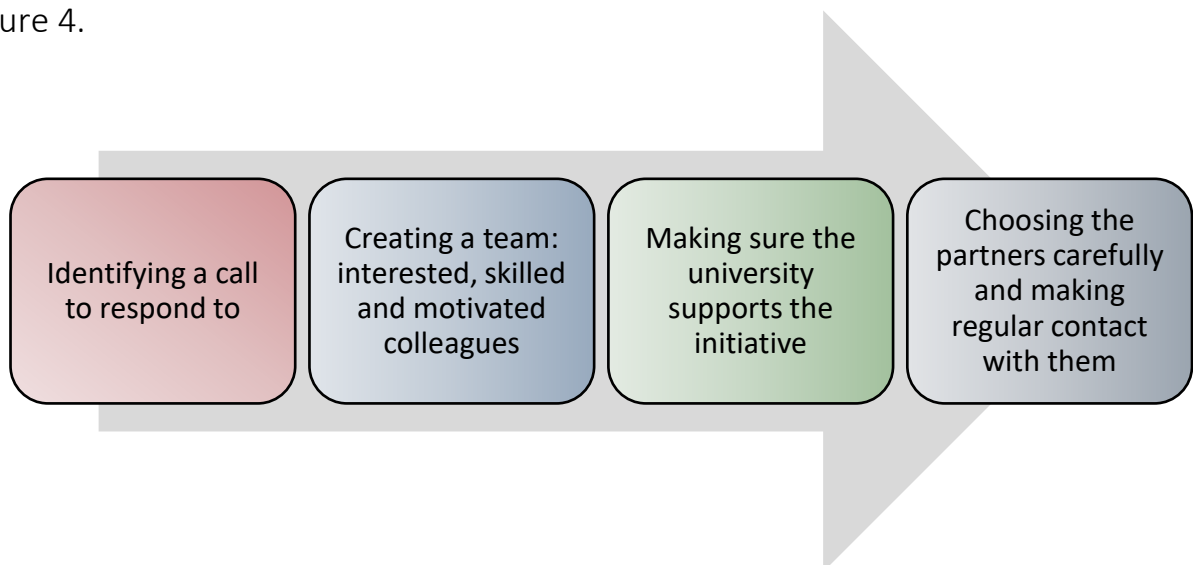 ure 4.
Identifying a call
to respond to
Creating a team:
interested, skilled
and motivated
colleagues
Making sure the
university
supports the
initiative
Choosing the
partners carefully
and making
regular contact
with them